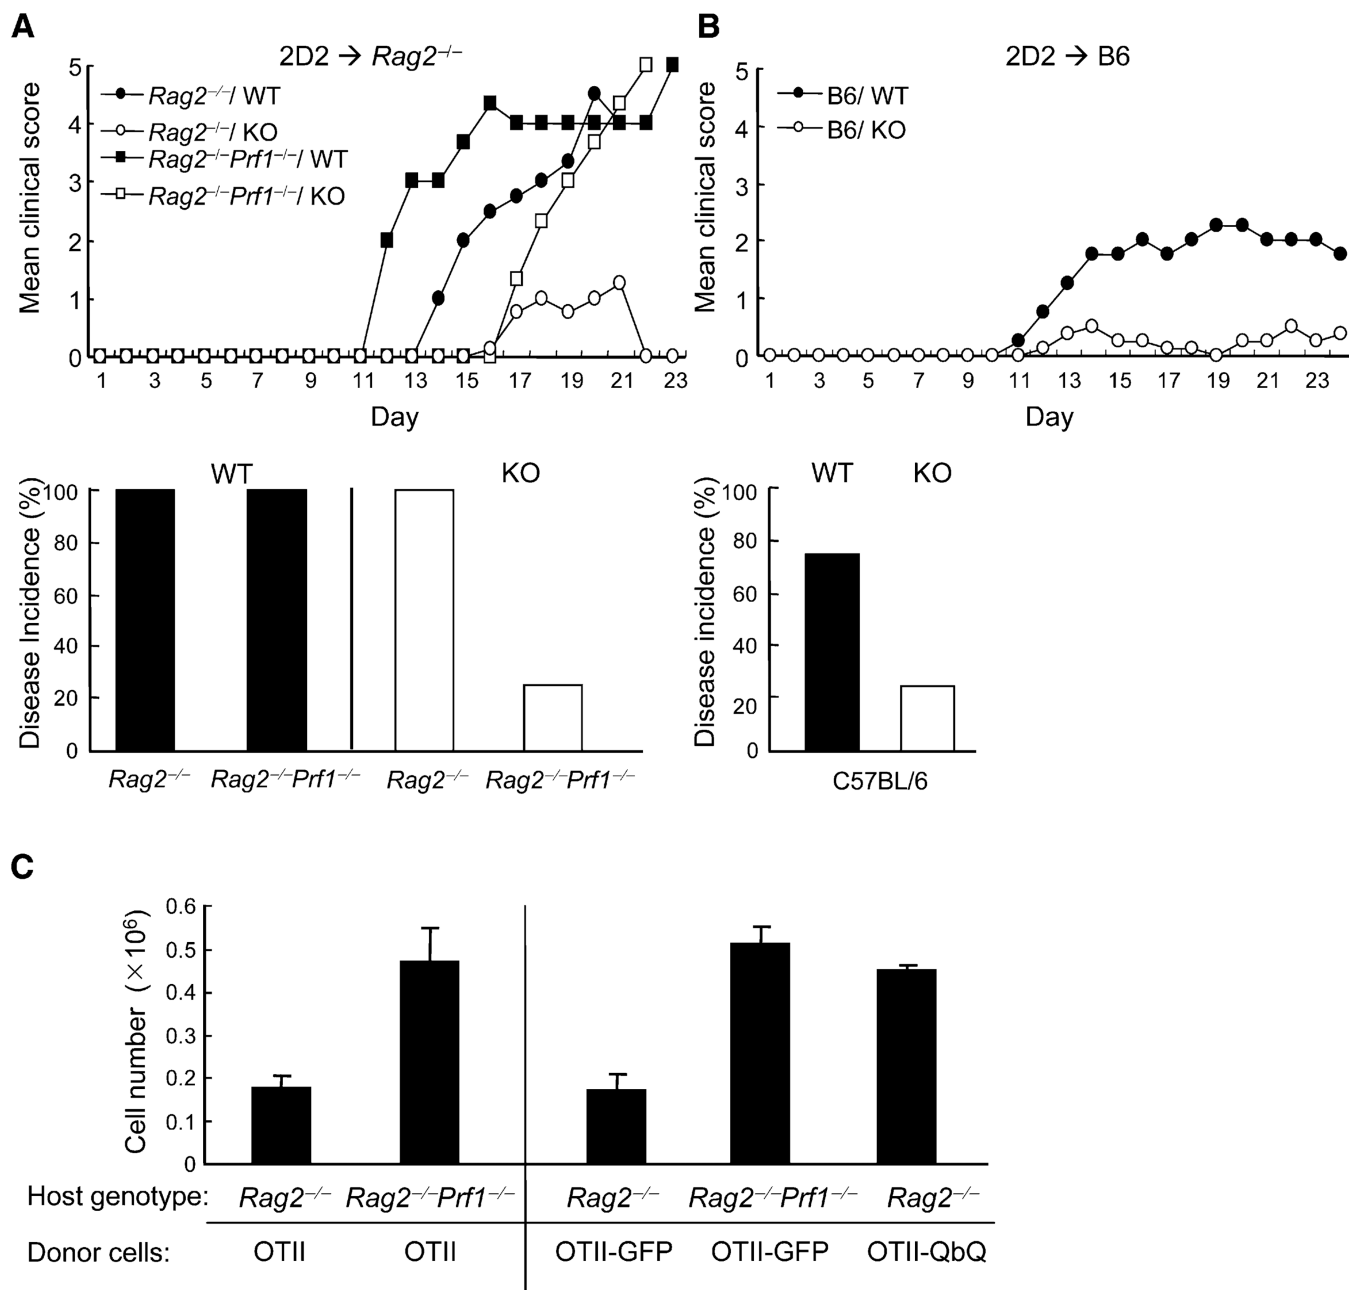 A
2D2 → Rag2–/–
Mean clinical score
5
4
3
2
1
0
Rag2–/–/ WT
Rag2–/–/ KO
Rag2–/–Prf1–/–/ WT
Rag2–/–Prf1–/–/ KO
1 3 5 7 9 11 13 15 17 19 21 23
Day
B
2D2 → B6
Mean clinical score
5
4
3
2
1
0
B6/ WT
B6/ KO
1 3 5 7 9 11 13 15 17 19 21 23
Day
WT KO
Disease Incidence (%)
100
80
60
40
20
0
Rag2–/– Rag2–/–Prf1–/– Rag2–/– Rag2–/–Prf1–/–
WT KO
Disease incidence (%)
100
80
60
40
20
0
C57BL/6
C
Cell number (×10⁶)
0.6
0.5
0.4
0.3
0.2
0.1
0
Host genotype: Rag2–/– Rag2–/–Prf1–/– Rag2–/– Rag2–/–Prf1–/– Rag2–/–
Donor cells: OTII OTII OTII-GFP OTII-GFP OTII-QbQ